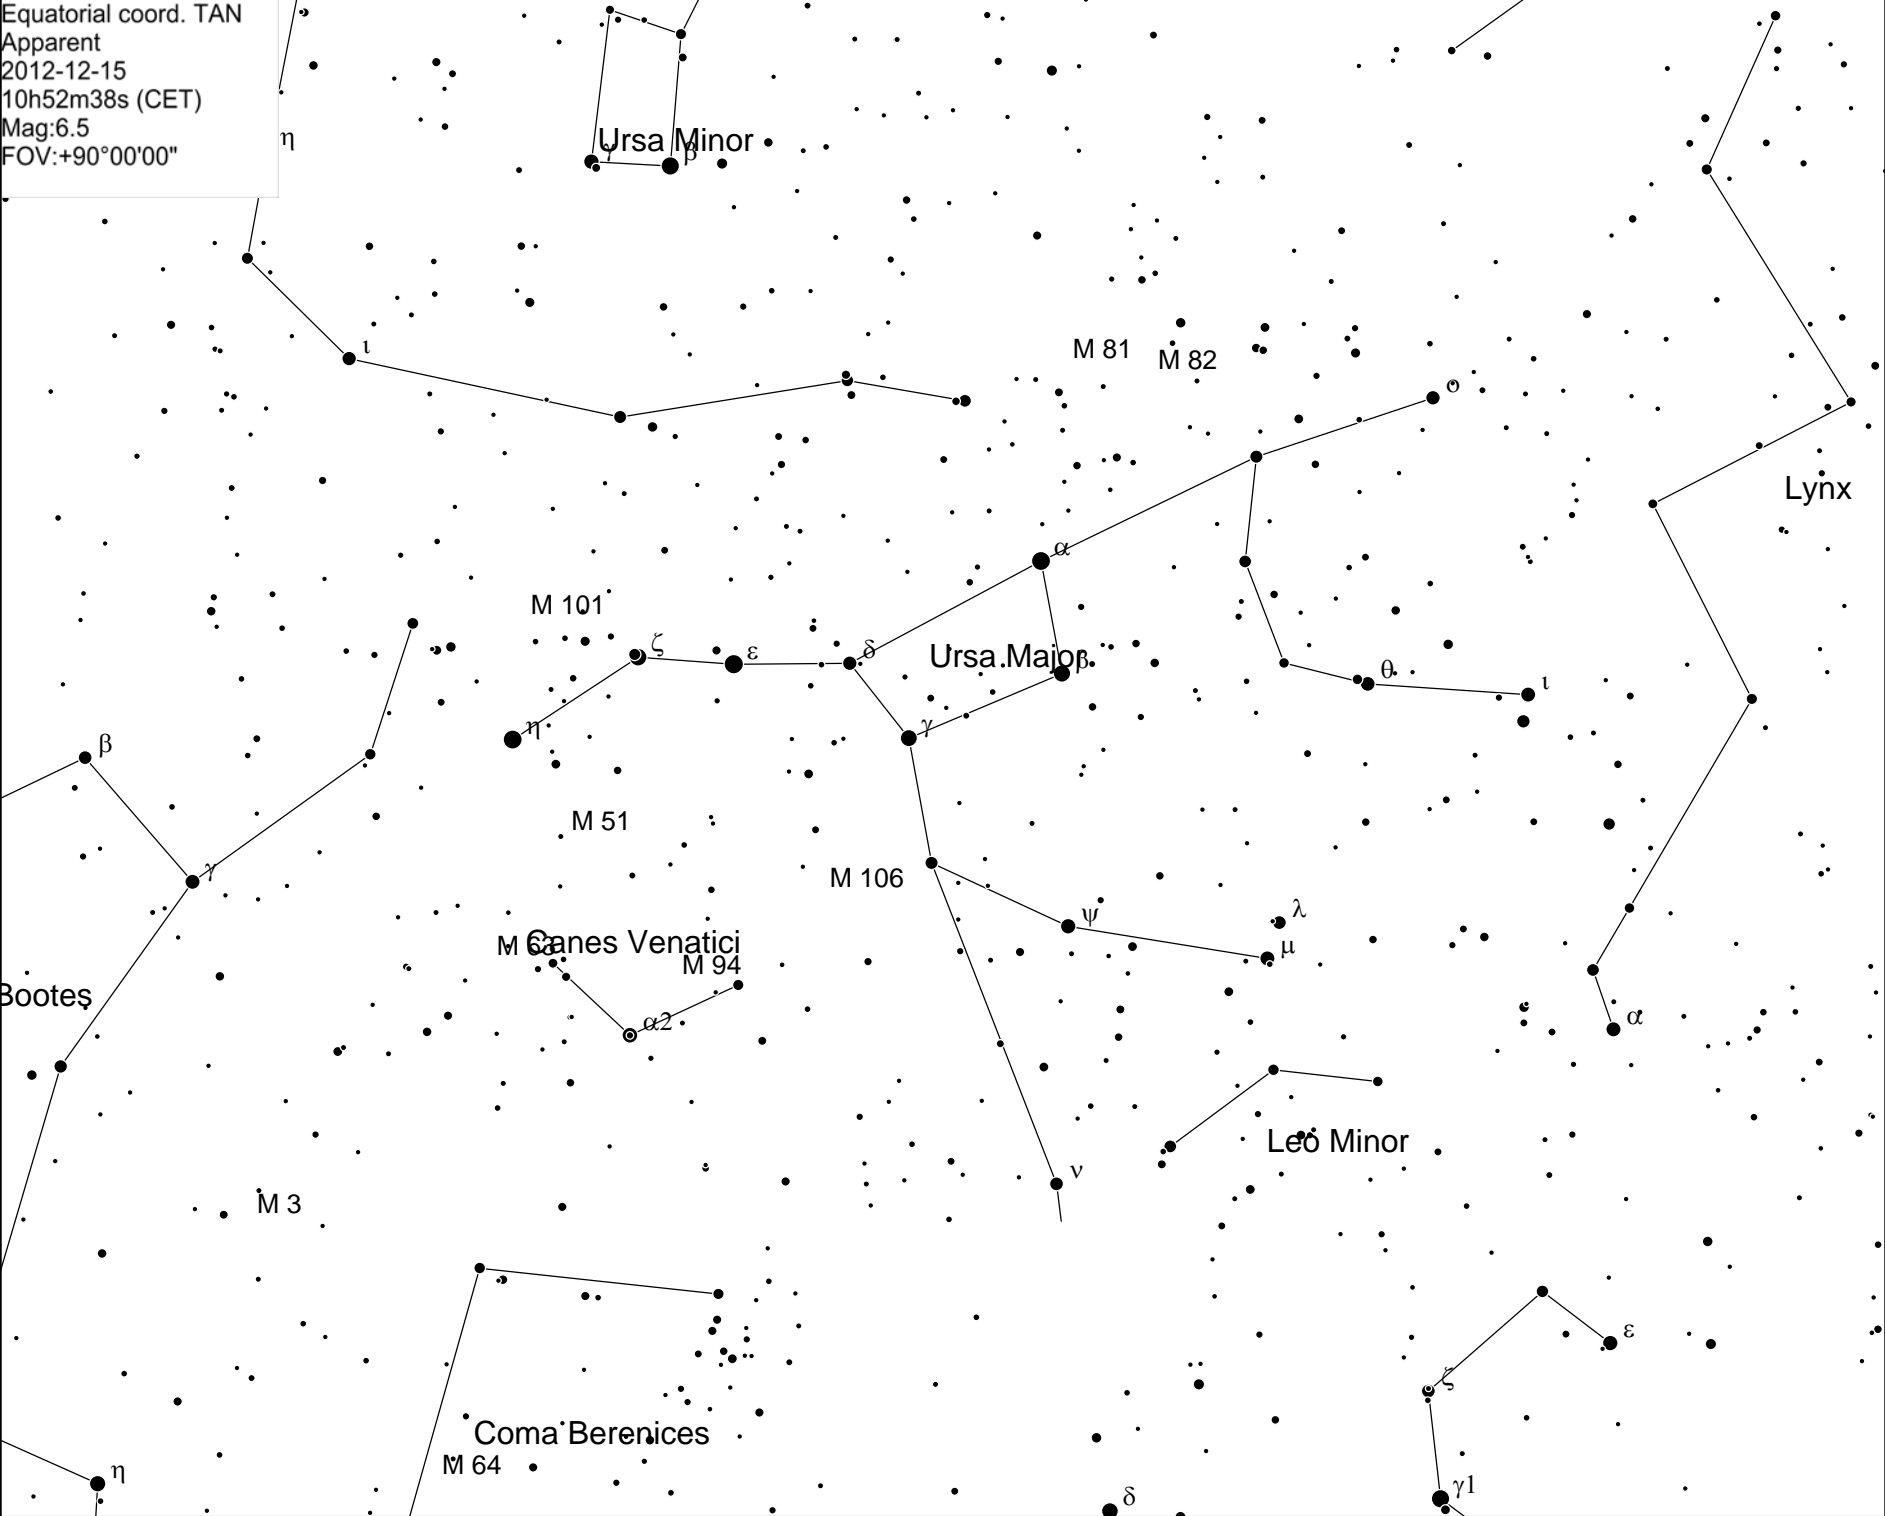 Equatorial coord. TAN
Apparent
2012-12-15
10h52m38s (CET)
Mag:6.5
FOV:+90°00'00"
η
Ursa Minor
γ
β
ι
M 81
M 82
ο
Lynx
α
M 101
ζ
ε
δ
Ursa Major
β
θ
ι
η
γ
β
M 51
γ
M 106
ψ
λ
μ
M 63
Canes Venatici
M 94
Bootes
α2
α
Leo Minor
ν
M 3
ε
ζ
Coma Berenices
M 64
η
γ1
δ